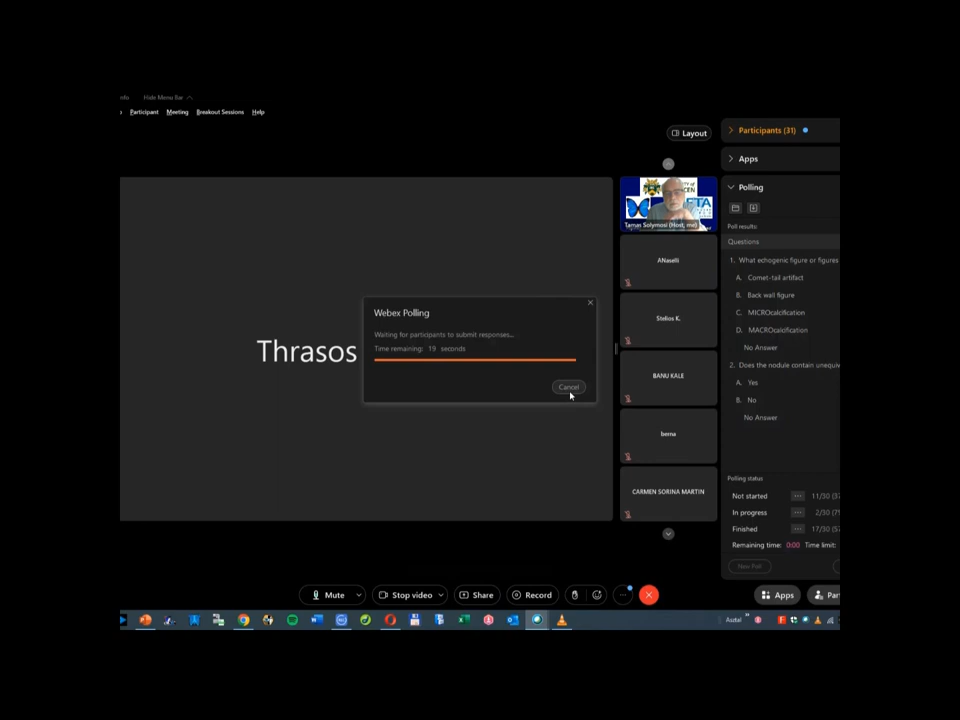 Hide Menu Bar
Participant Meeting Breakout Sessions Help
Layout
Participants (31)
Apps
Polling
Poll results:
Questions
1. What echogenic figure or figures
A. Comet-tail artifact
B. Back wall figure
C. MICROcalcification
D. MACROcalcification
No Answer
2. Does the nodule contain unequiv
A. Yes
B. No
No Answer
Polling status
Not started 11/30
In progress 2/30
Finished 17/30
Remaining time: 0:00 Time limit:
New Poll
Tamas Solymosi (Host, me)
ANaselli
Stelios K.
BANU KALE
berna
CARMEN SORINA MARTIN
Thrasos
Webex Polling
Waiting for participants to submit responses...
Time remaining: 19 seconds
Cancel
Mute Stop video Share Record
Apps Par
Asztal